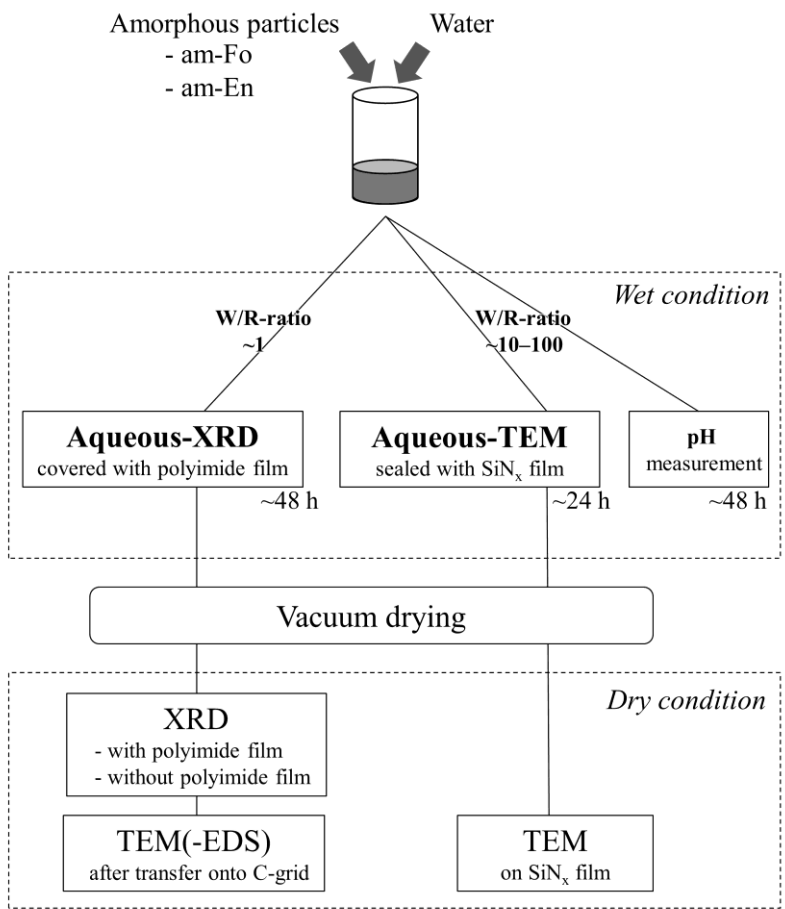 Amorphous particles
- am-Fo
- am-En
Water
Wet condition
W/R-ratio
~1
W/R-ratio
~10–100
Aqueous-XRD
covered with polyimide film
~48 h
Aqueous-TEM
sealed with SiNx film
~24 h
pH
measurement
~48 h
Vacuum drying
Dry condition
XRD
- with polyimide film
- without polyimide film
TEM(-EDS)
after transfer onto C-grid
TEM
on SiNx film